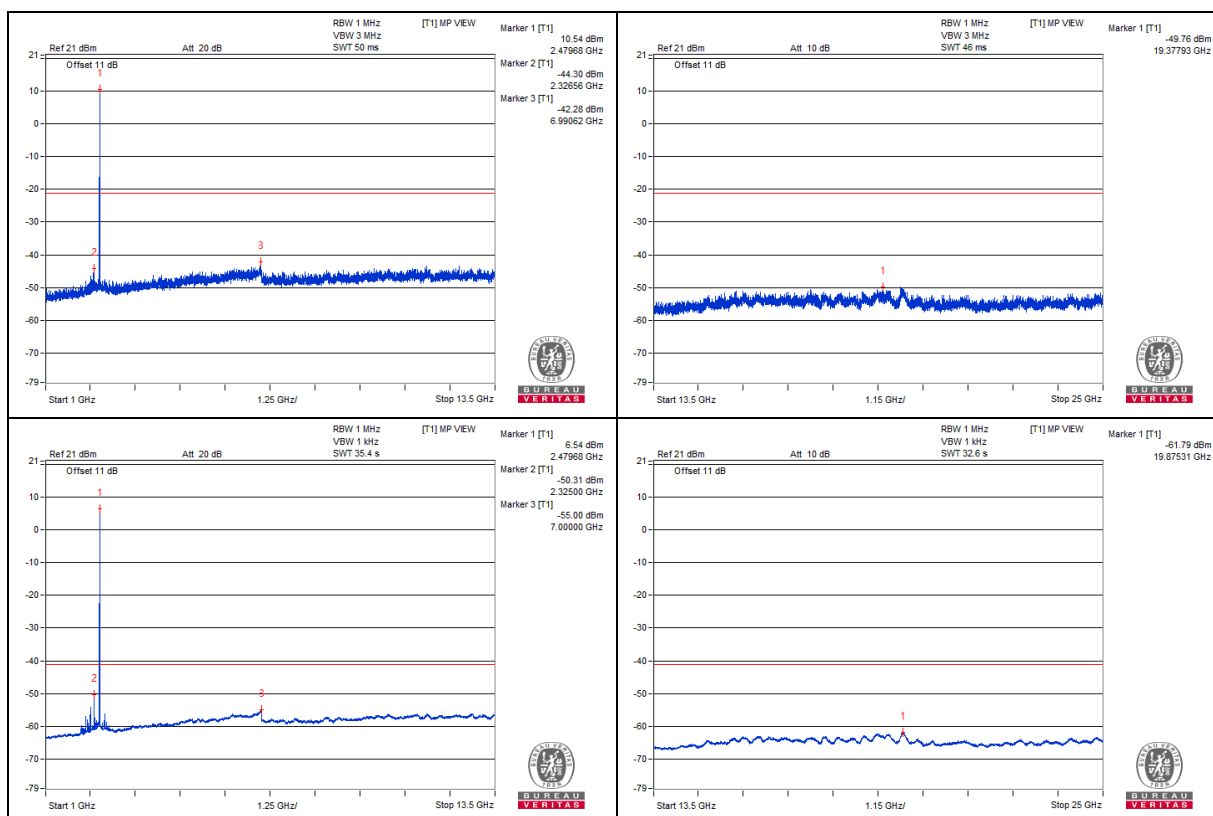 RBW 1 MHz [T1] MP VIEW
VBW 3 MHz
Ref 21 dBm Att 20 dB SWT 50 ms
Offset 11 dB
21
10
0
-10
-20
-30
-40
-50
-60
-70
-79
1
2
3
Start 1 GHz 1.25 GHz/ Stop 13.5 GHz
Marker 1 [T1]
10.54 dBm
2.47968 GHz
Marker 2 [T1]
-44.30 dBm
2.32656 GHz
Marker 3 [T1]
-42.28 dBm
6.99062 GHz
1828
BUREAU
VERITAS
RBW 1 MHz [T1] MP VIEW
VBW 3 MHz
Ref 21 dBm Att 10 dB SWT 46 ms
Offset 11 dB
21
10
0
-10
-20
-30
-40
-50
-60
-70
-79
1
Start 13.5 GHz 1.15 GHz/ Stop 25 GHz
Marker 1 [T1]
-49.76 dBm
19.37793 GHz
1828
BUREAU
VERITAS
RBW 1 MHz [T1] MP VIEW
VBW 1 kHz
Ref 21 dBm Att 20 dB SWT 35.4 s
Offset 11 dB
21
10
0
-10
-20
-30
-40
-50
-60
-70
-79
1
2
3
Start 1 GHz 1.25 GHz/ Stop 13.5 GHz
Marker 1 [T1]
6.54 dBm
2.47968 GHz
Marker 2 [T1]
-50.31 dBm
2.32500 GHz
Marker 3 [T1]
-55.00 dBm
7.00000 GHz
1828
BUREAU
VERITAS
RBW 1 MHz [T1] MP VIEW
VBW 1 kHz
Ref 21 dBm Att 10 dB SWT 32.6 s
Offset 11 dB
21
10
0
-10
-20
-30
-40
-50
-60
-70
-79
1
Start 13.5 GHz 1.15 GHz/ Stop 25 GHz
Marker 1 [T1]
-61.79 dBm
19.87531 GHz
1828
BUREAU
VERITAS